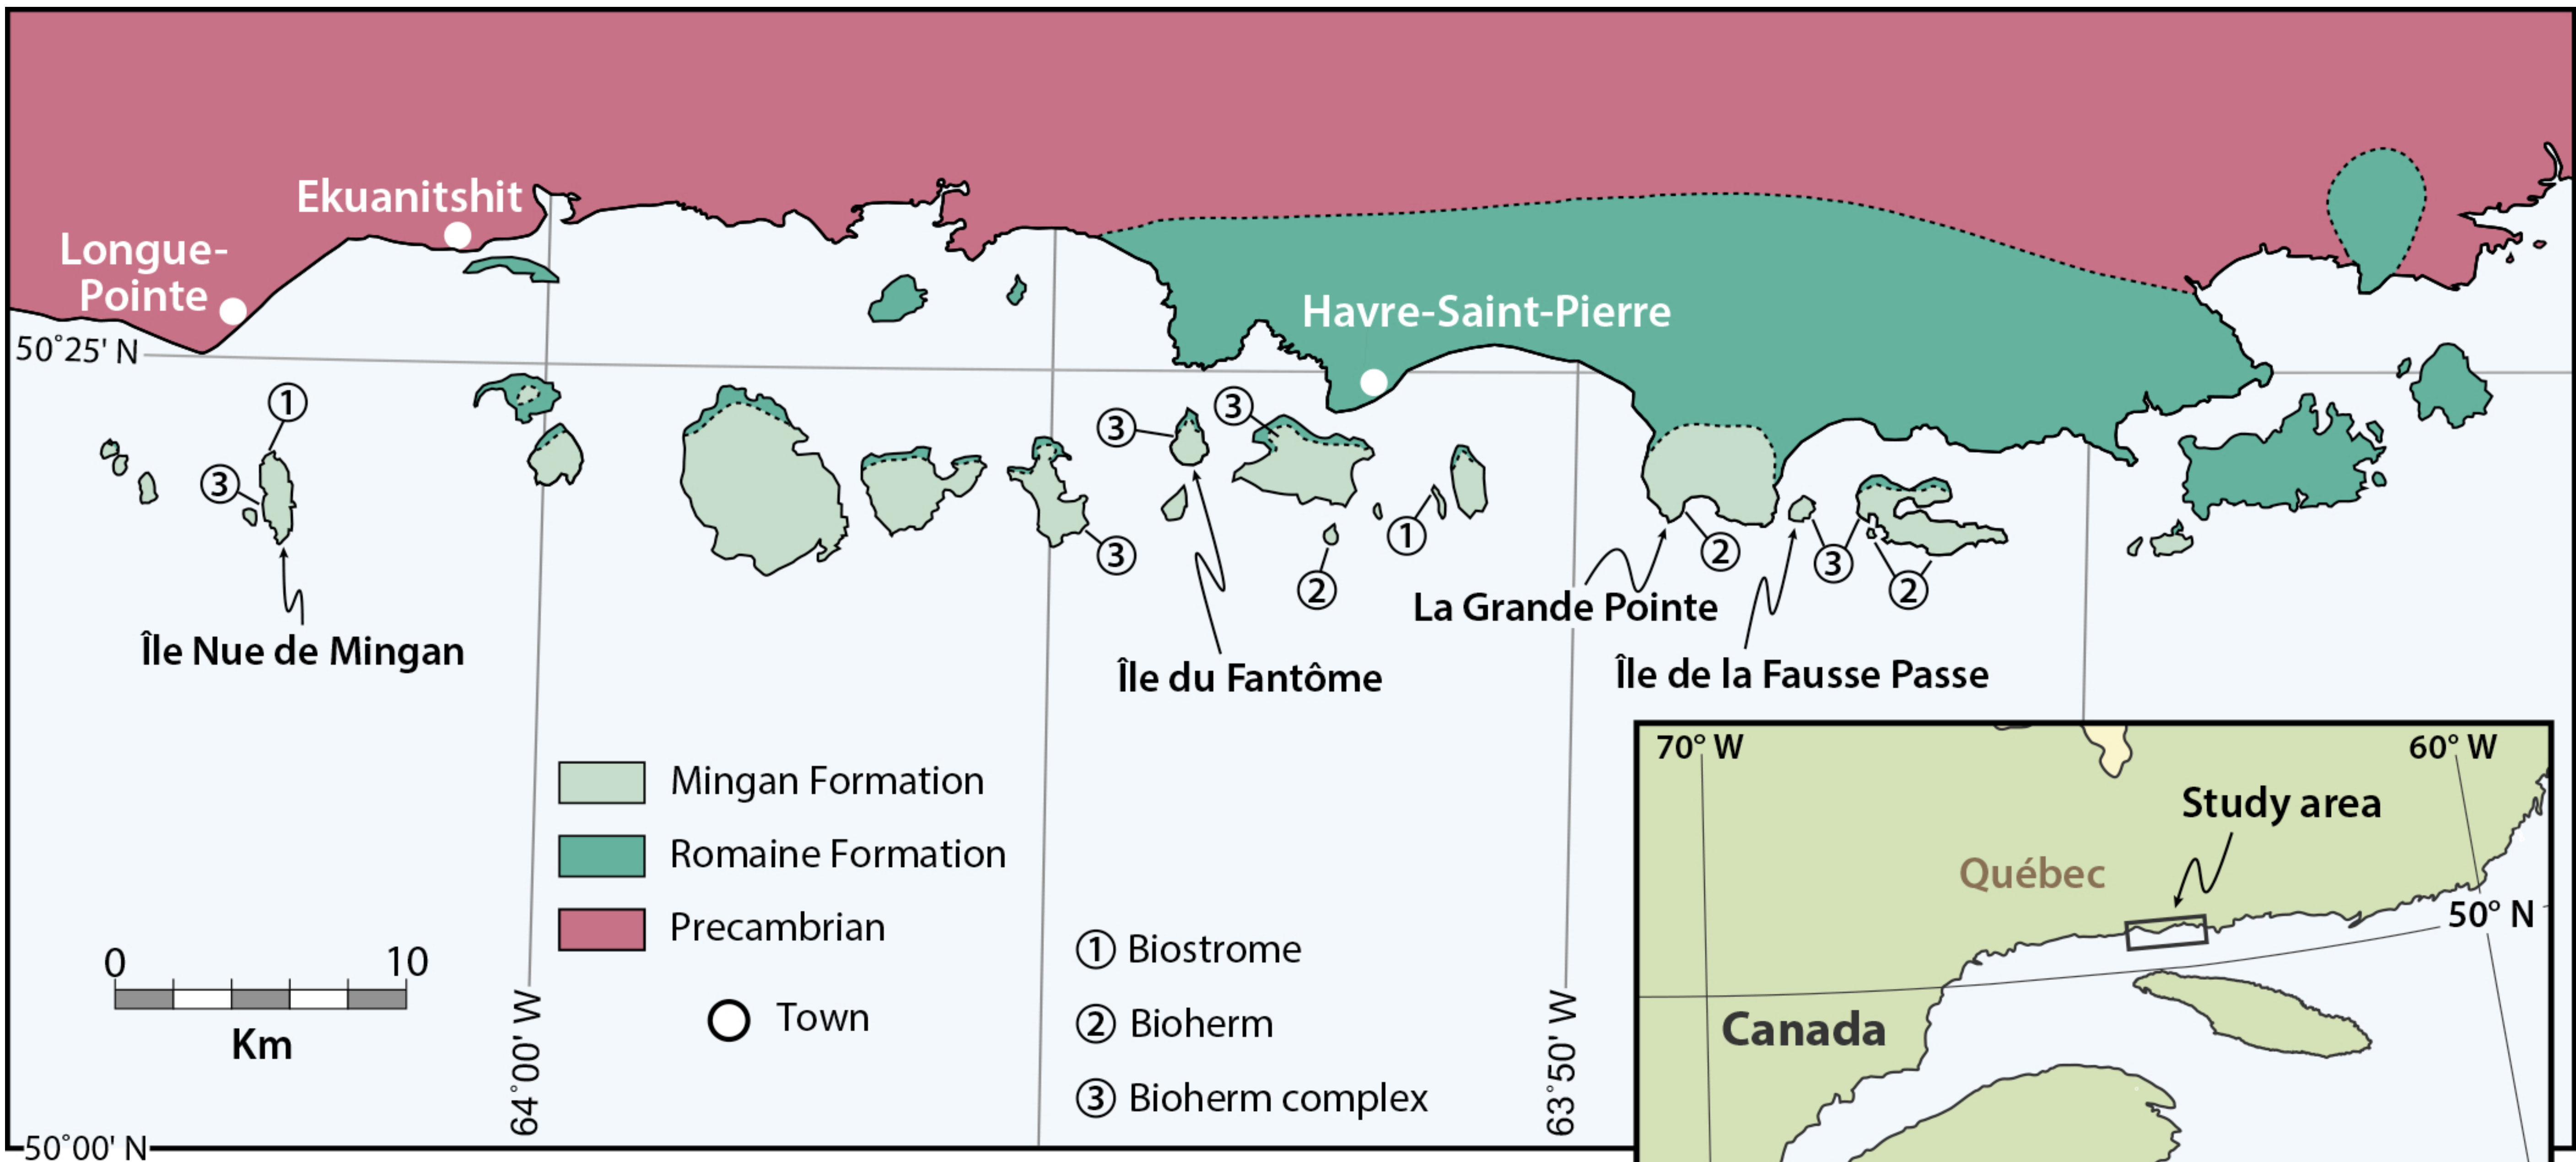 Ekuanitshit
Longue-
Pointe
Havre-Saint-Pierre
50°25' N
1
3
3
3
3
1
2
2
3
2
La Grande Pointe
Île Nue de Mingan
Île du Fantôme
Île de la Fausse Passe
Mingan Formation
Romaine Formation
Precambrian
0 10
Km
Town
1 Biostrome
2 Bioherm
3 Bioherm complex
64°00' W
63°50' W
50°00' N
70° W
60° W
Study area
Québec
50° N
Canada